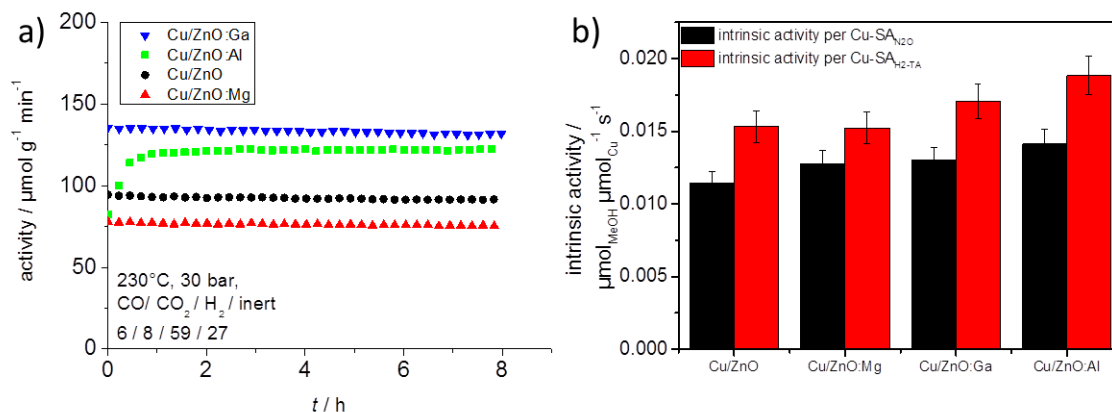 a)
Cu/ZnO:Ga
Cu/ZnO:Al
Cu/ZnO
Cu/ZnO:Mg
150
100
50
0
activity / µmol g⁻¹ min⁻¹
230°C, 30 bar,
CO/ CO₂ / H₂ / inert
6 / 8 / 59 / 27
0 2 4 6 8 10
t / h
b)
intrinsic activity per Cu-SA_N2O
intrinsic activity per Cu-SA_H2-TA
0.020
0.015
0.010
0.005
0.000
intrinsic activity /
µmol_MeOH µmol_Cu⁻¹ s⁻¹
Cu/ZnO Cu/ZnO:Mg Cu/ZnO:Ga Cu/ZnO:Al